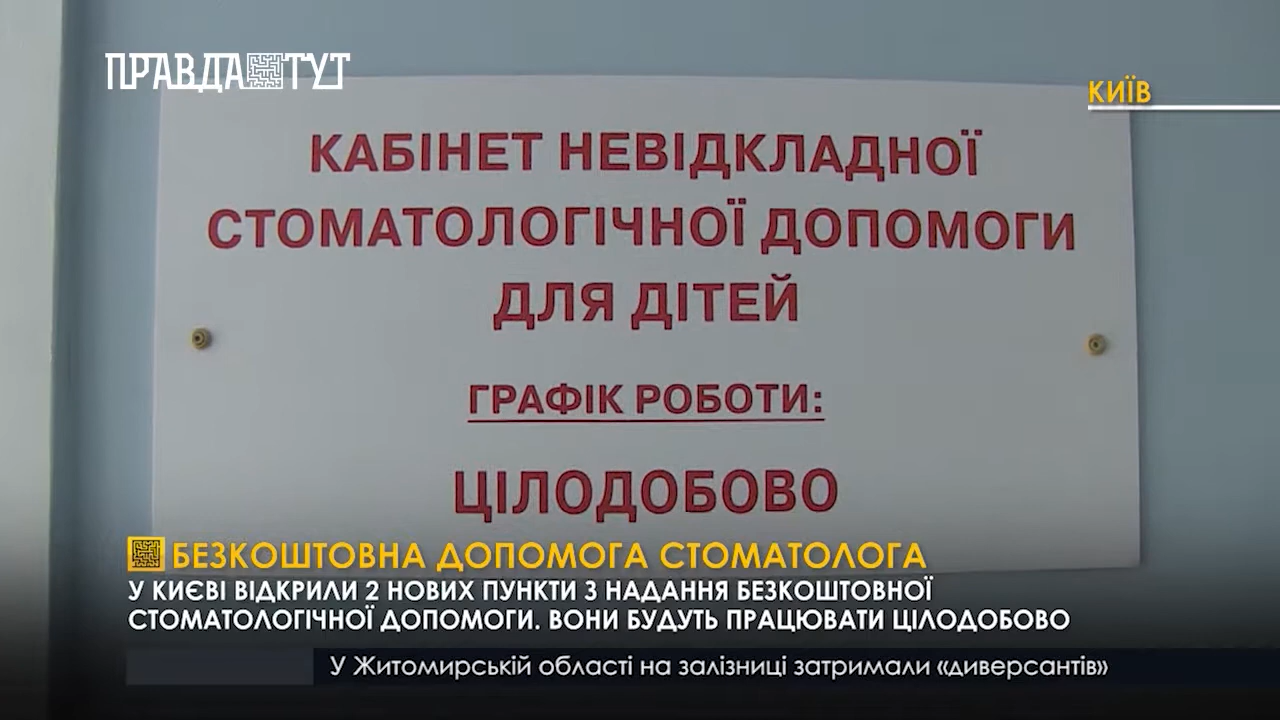 ПРАВДА ТУТ
КИЇВ
КАБІНЕТ НЕВІДКЛАДНОЇ
СТОМАТОЛОГІЧНОЇ ДОПОМОГИ
ДЛЯ ДІТЕЙ
ГРАФІК РОБОТИ:
ЦІЛОДОБОВО
БЕЗКОШТОВНА ДОПОМОГА СТОМАТОЛОГА
У КИЄВІ ВІДКРИЛИ 2 НОВИХ ПУНКТИ З НАДАННЯ БЕЗКОШТОВНОЇ
СТОМАТОЛОГІЧНОЇ ДОПОМОГИ. ВОНИ БУДУТЬ ПРАЦЮВАТИ ЦІЛОДОБОВО
У Житомирській області на залізниці затримали «диверсантів»